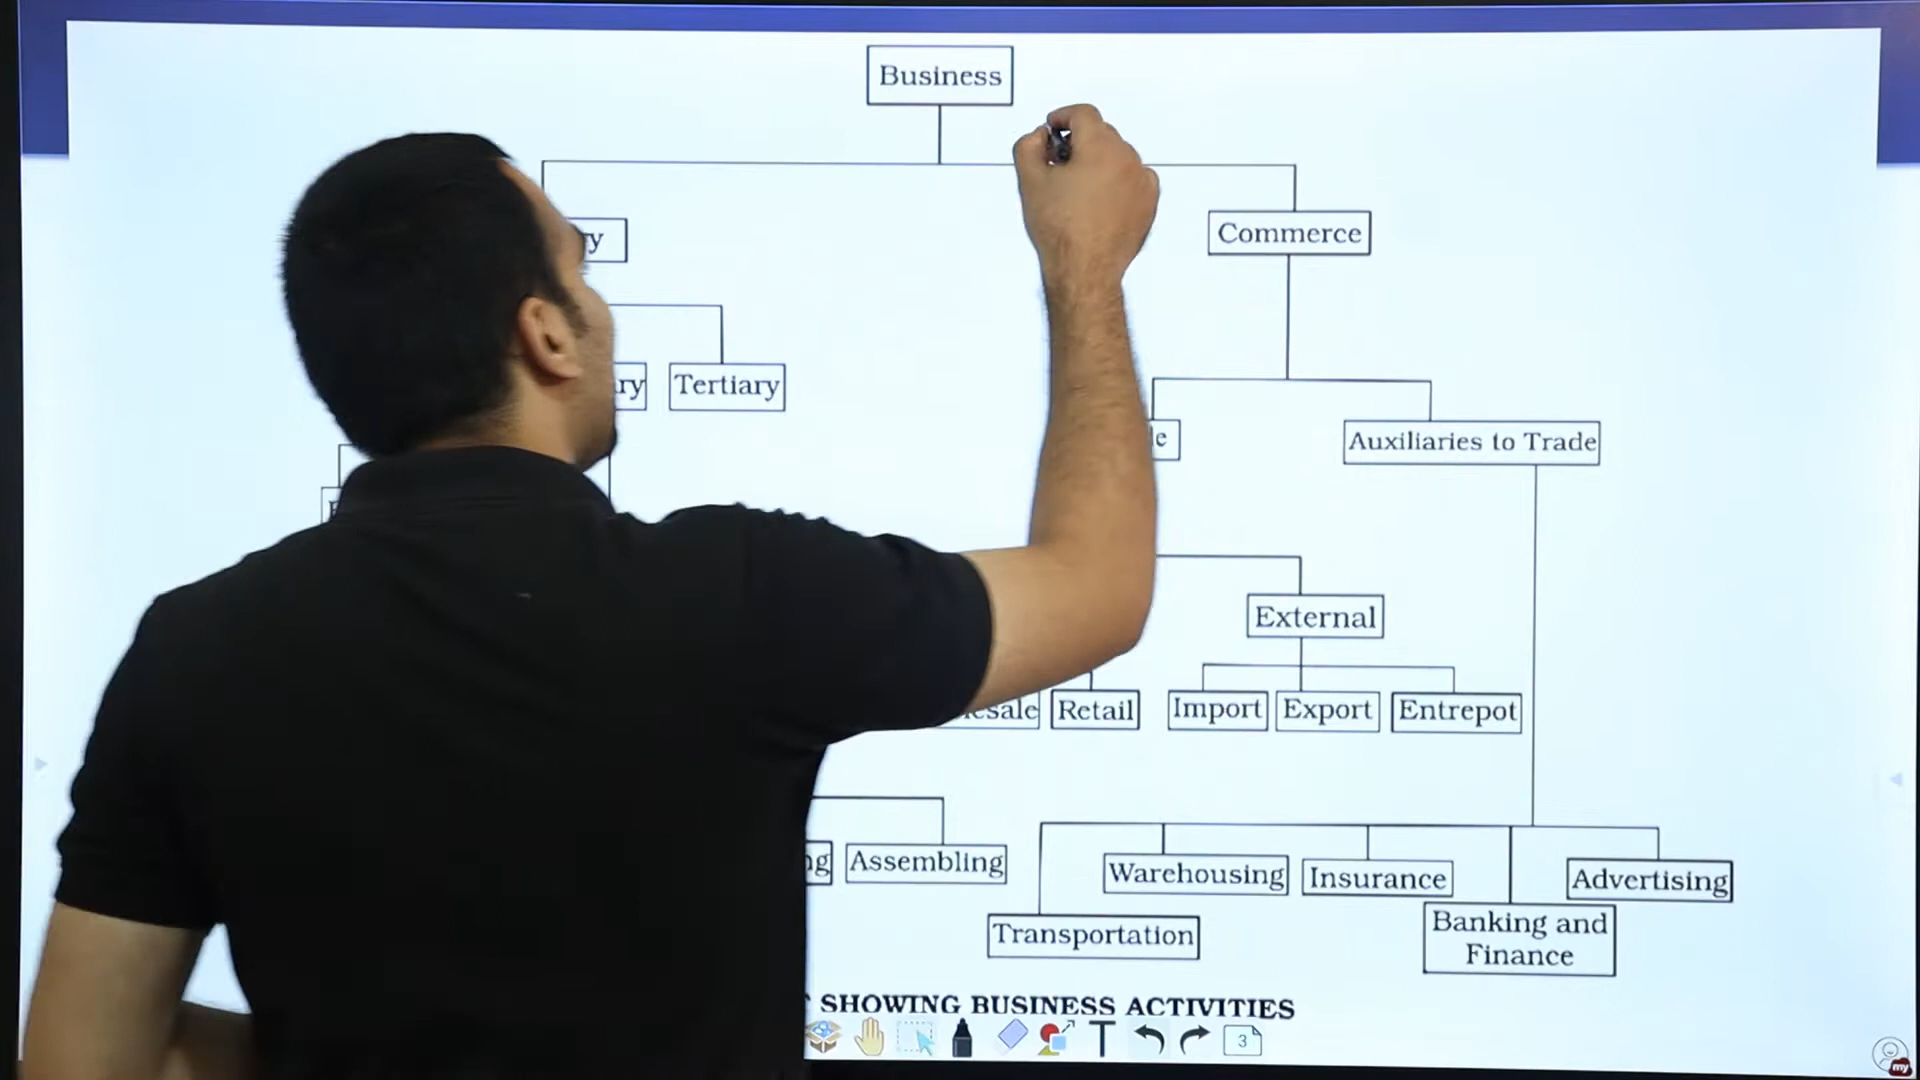 Business
Commerce
Tertiary
Auxiliaries to Trade
External
Retail
Import
Export
Entrepot
Assembling
Warehousing
Insurance
Advertising
Transportation
Banking and
Finance
SHOWING BUSINESS ACTIVITIES
T
3
my